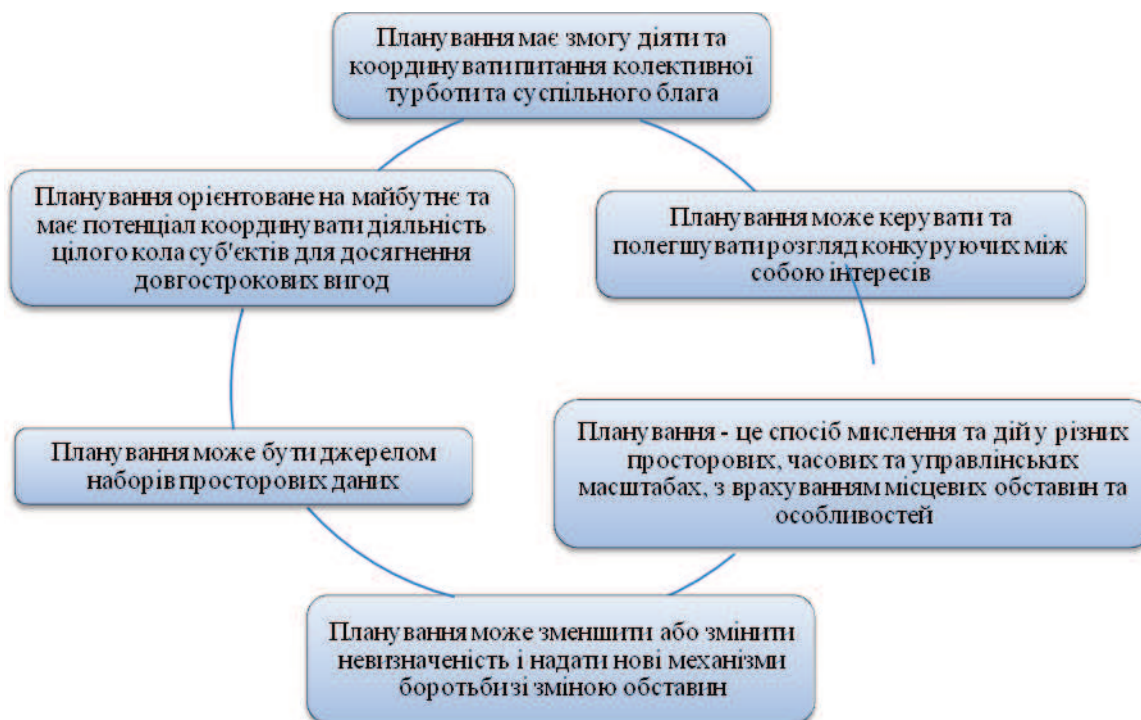 Планування має змогу діяти та
координувати питання колективної
турботи та суспільного блага
Планування орієнтоване на майбутнє та
має потенціал координувати діяльність
цілого кола суб'єктів для досягнення
довгострокових вигод
Планування може керувати та
полегшувати розгляд конкуруючих між
собою інтересів
Планування може бути джерелом
наборів просторових даних
Планування - це спосіб мислення та дій у різних
просторових, часових та управлінських
масштабах, з врахуванням місцевих обставин та
особливостей
Планування може зменшити або змінити
невизначеність і надати нові механізми
боротьби зі зміною обставин